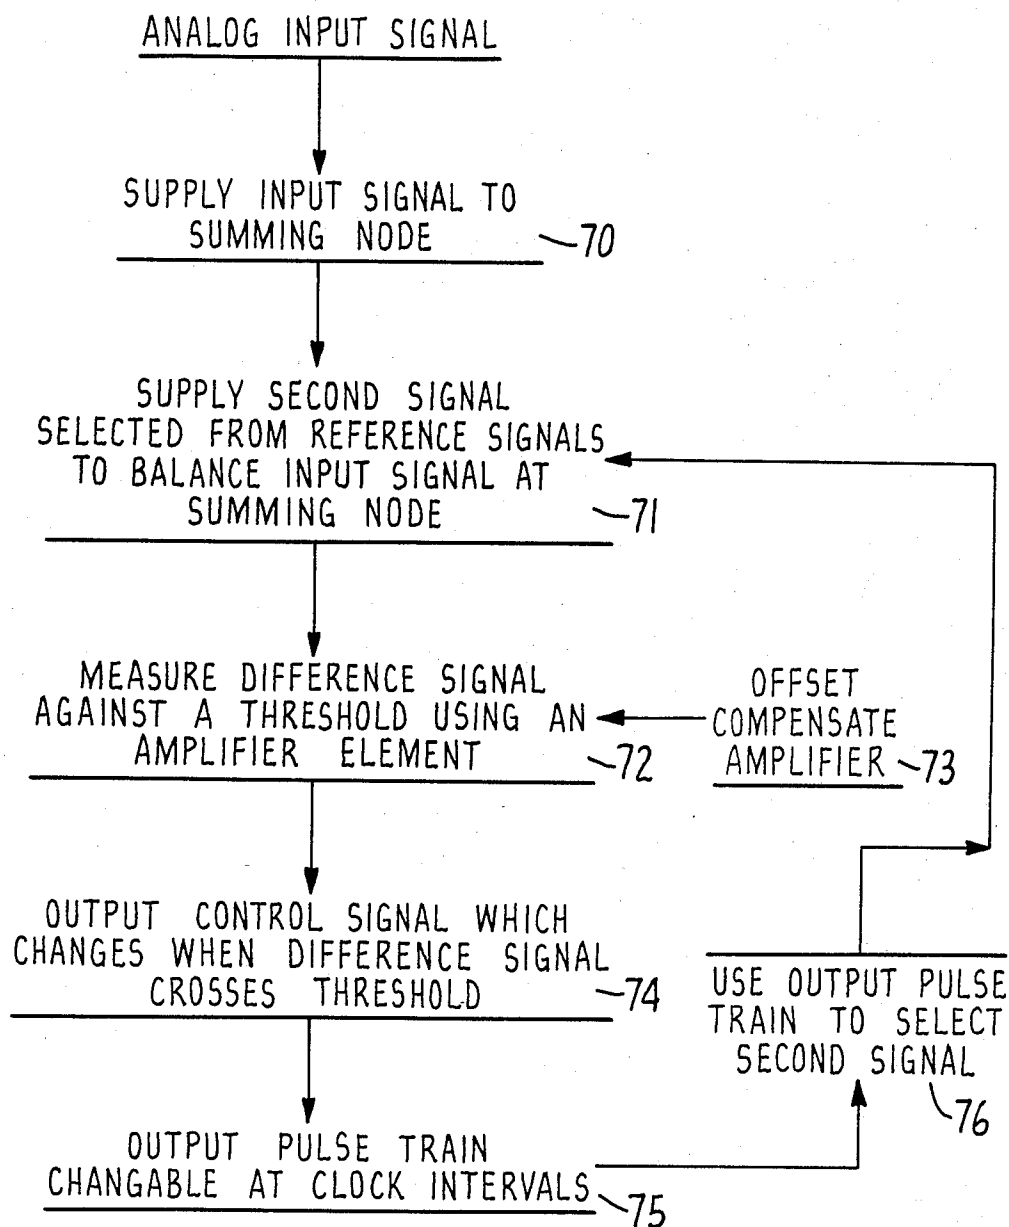 ANALOG INPUT SIGNAL
SUPPLY INPUT SIGNAL TO
SUMMING NODE 70
SUPPLY SECOND SIGNAL
SELECTED FROM REFERENCE SIGNALS
TO BALANCE INPUT SIGNAL AT
SUMMING NODE 71
MEASURE DIFFERENCE SIGNAL
AGAINST A THRESHOLD USING AN
AMPLIFIER ELEMENT 72
OFFSET
COMPENSATE
AMPLIFIER 73
OUTPUT CONTROL SIGNAL WHICH
CHANGES WHEN DIFFERENCE SIGNAL
CROSSES THRESHOLD 74
OUTPUT PULSE TRAIN
CHANGABLE AT CLOCK INTERVALS 75
USE OUTPUT PULSE
TRAIN TO SELECT
SECOND SIGNAL
76